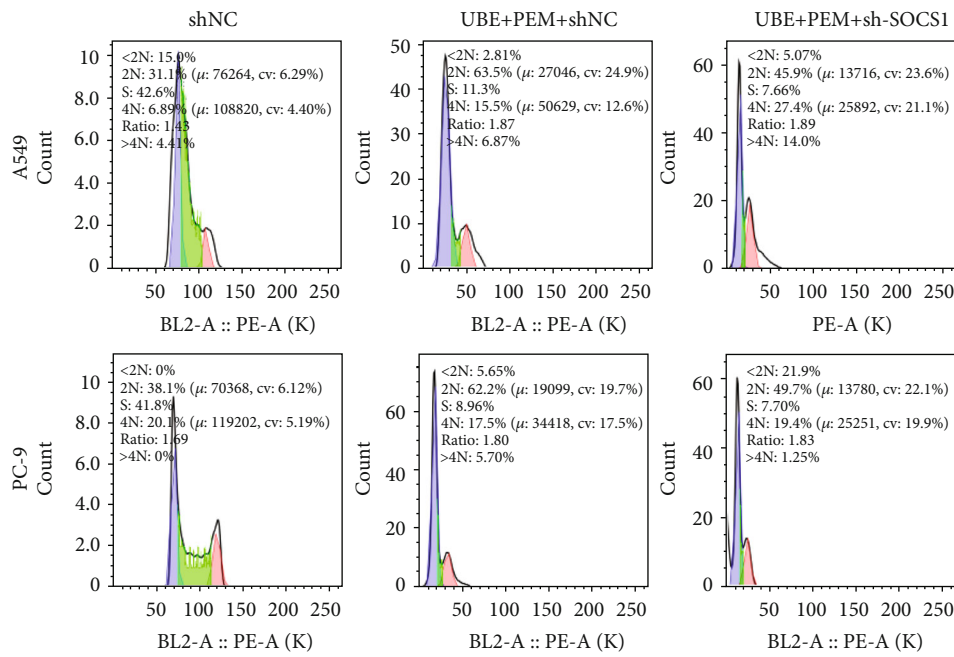 shNC
UBE+PEM+shNC
UBE+PEM+sh-SOCS1
A549
Count
10
8.0
6.0
4.0
2.0
0
<2N: 15.0%
2N: 31.1% (μ: 76264, cv: 6.29%)
S: 42.6%
4N: 6.89% (μ: 108820, cv: 4.40%)
Ratio: 1.43
>4N: 4.41%
50 100 150 200 250
BL2-A :: PE-A (K)
Count
50
40
30
20
10
0
<2N: 2.81%
2N: 63.5% (μ: 27046, cv: 24.9%)
S: 11.3%
4N: 15.5% (μ: 50629, cv: 12.6%)
Ratio: 1.87
>4N: 6.87%
50 100 150 200 250
BL2-A :: PE-A (K)
Count
60
40
20
0
<2N: 5.07%
2N: 45.9% (μ: 13716, cv: 23.6%)
S: 7.66%
4N: 27.4% (μ: 25892, cv: 21.1%)
Ratio: 1.89
>4N: 14.0%
50 100 150 200 250
PE-A (K)
PC-9
Count
10
8.0
6.0
4.0
2.0
0
<2N: 0%
2N: 38.1% (μ: 70368, cv: 6.12%)
S: 41.8%
4N: 20.1% (μ: 119202, cv: 5.19%)
Ratio: 1.69
>4N: 0%
50 100 150 200 250
BL2-A :: PE-A (K)
Count
60
40
20
0
<2N: 5.65%
2N: 62.2% (μ: 19099, cv: 19.7%)
S: 8.96%
4N: 17.5% (μ: 34418, cv: 17.5%)
Ratio: 1.80
>4N: 5.70%
50 100 150 200 250
BL2-A :: PE-A (K)
Count
60
40
20
0
<2N: 21.9%
2N: 49.7% (μ: 13780, cv: 22.1%)
S: 7.70%
4N: 19.4% (μ: 25251, cv: 19.9%)
Ratio: 1.83
>4N: 1.25%
50 100 150 200 250
BL2-A :: PE-A (K)